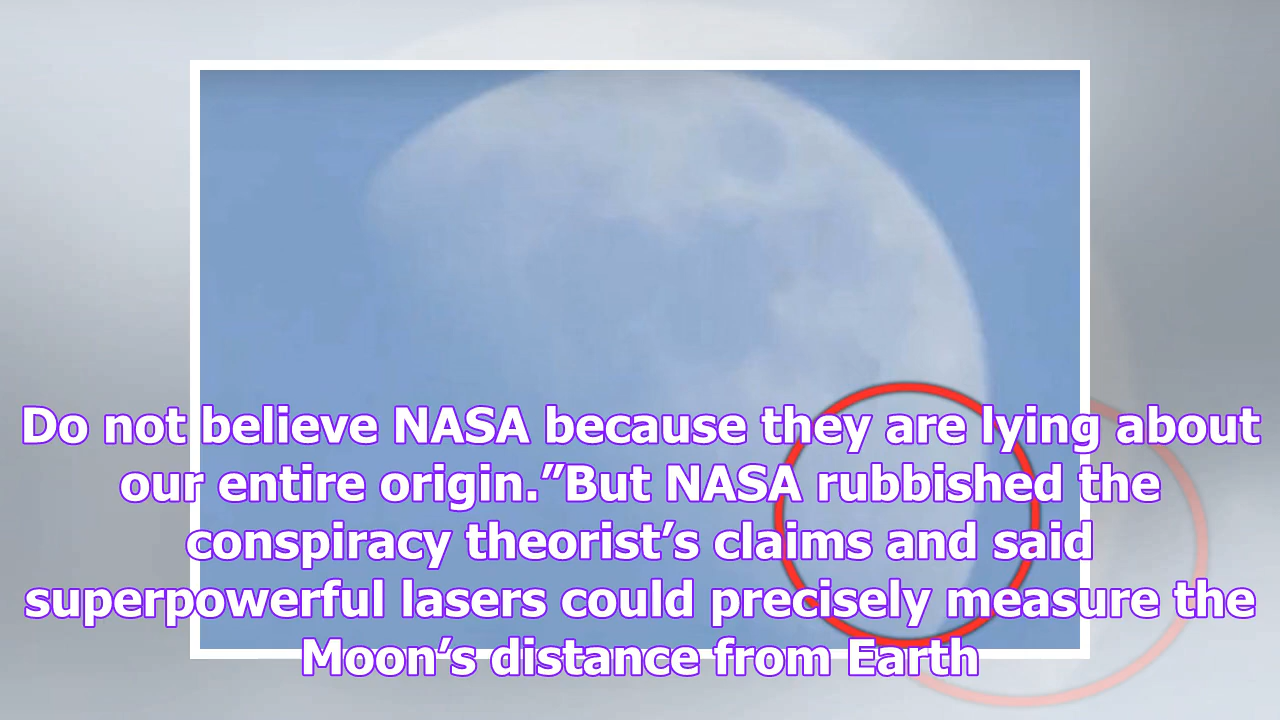 Do not believe NASA because they are lying about
our entire origin.”But NASA rubbished the
conspiracy theorist’s claims and said
superpowerful lasers could precisely measure the
Moon’s distance from Earth